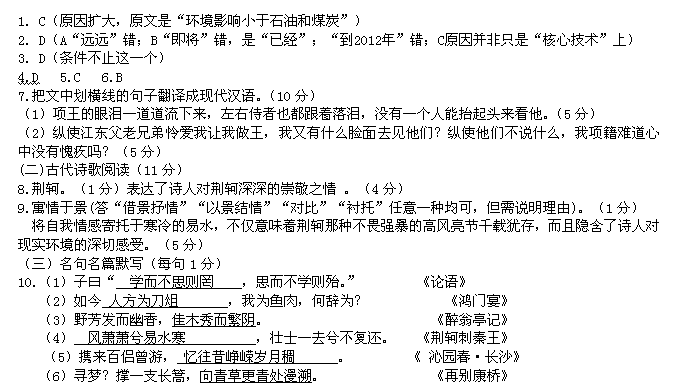 1. C（原因扩大，原文是“环境影响小于石油和煤炭”）
2. D（A“远远”错；B“即将”错，是“已经”；“到2012年”错；C原因并非只是“核心技术”上）
3. D（条件不止这一个）
4.D 5.C 6.B
7.把文中划横线的句子翻译成现代汉语。（10分）
（1）项王的眼泪一道道流下来，左右侍者也都跟着落泪，没有一个人能抬起头来看他。（5分）
（2）纵使江东父老兄弟怜爱我让我做王，我又有什么脸面去见他们？纵使他们不说什么，我项籍难道心
中没有愧疚吗？（5分）
(二)古代诗歌阅读（11分）
8.荆轲。（1分）表达了诗人对荆轲深深的崇敬之情 。（4分）
9.寓情于景(答“借景抒情”“以景结情”“对比”“衬托”任意一种均可，但需说明理由)。（1分）
将自我情感寄托于寒冷的易水，不仅意味着荆轲那种不畏强暴的高风亮节千载犹存，而且隐含了诗人对
现实环境的深切感受。（5分）
（三）名句名篇默写（每句1分）
10.（1）子曰“ 学而不思则罔 ，思而不学则殆。” 《论语》
（2）如今 人方为刀俎 ，我为鱼肉，何辞为？ 《鸿门宴》
（3）野芳发而幽香，佳木秀而繁阴。 《醉翁亭记》
（4） 风萧萧兮易水寒 ，壮士一去兮不复还。 《荆轲刺秦王》
（5）携来百侣曾游， 忆往昔峥嵘岁月稠 。 《 沁园春·长沙》
（6）寻梦？撑一支长篙，向青草更青处漫溯。 《再别康桥》